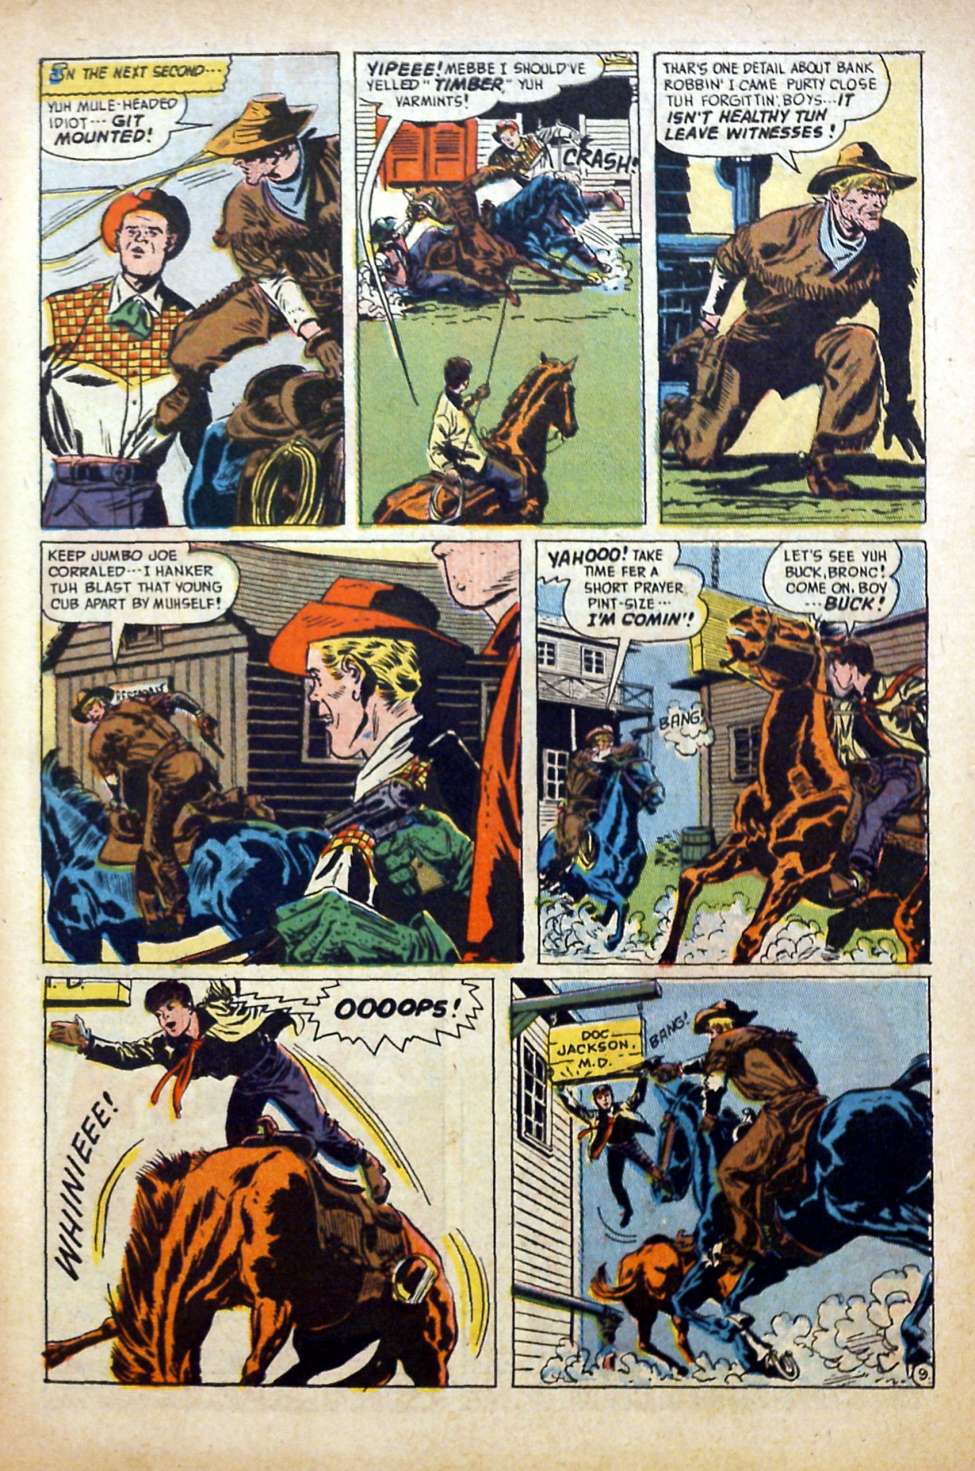 IN THE NEXT SECOND---
YUH MULE-HEADED
IDIOT--- GIT
MOUNTED!
YIPEEE! MEBBE I SHOULD'VE
YELLED "TIMBER," YUH
VARMINTS!
CRASH!
THAR'S ONE DETAIL ABOUT BANK
ROBBIN' I CAME PURTY CLOSE
TUH FORGITTIN', BOYS---IT
ISN'T HEALTHY TUH
LEAVE WITNESSES!
KEEP JUMBO JOE
CORRALED---I HANKER
TUH BLAST THAT YOUNG
CUB APART BY MUHSELF!
YAHOOO! TAKE
TIME FER A
SHORT PRAYER,
PINT-SIZE---
I'M COMIN'!
BANG!
LET'S SEE YUH
BUCK, BRONC!
COME ON, BOY
---BUCK!
M.D.
OOOOPS!
WHINIEEE!
DOC
JACKSON,
M.D.
BANG!
9